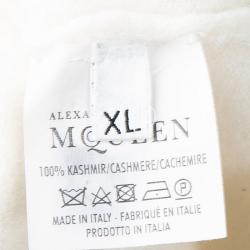 ALEXA
XL
McQUEEN
100% KASHMIR/CASHMERE/CACHEMIRE
MADE IN ITALY - FABRIQUÉ EN ITALIE
PRODOTTO IN ITALIA